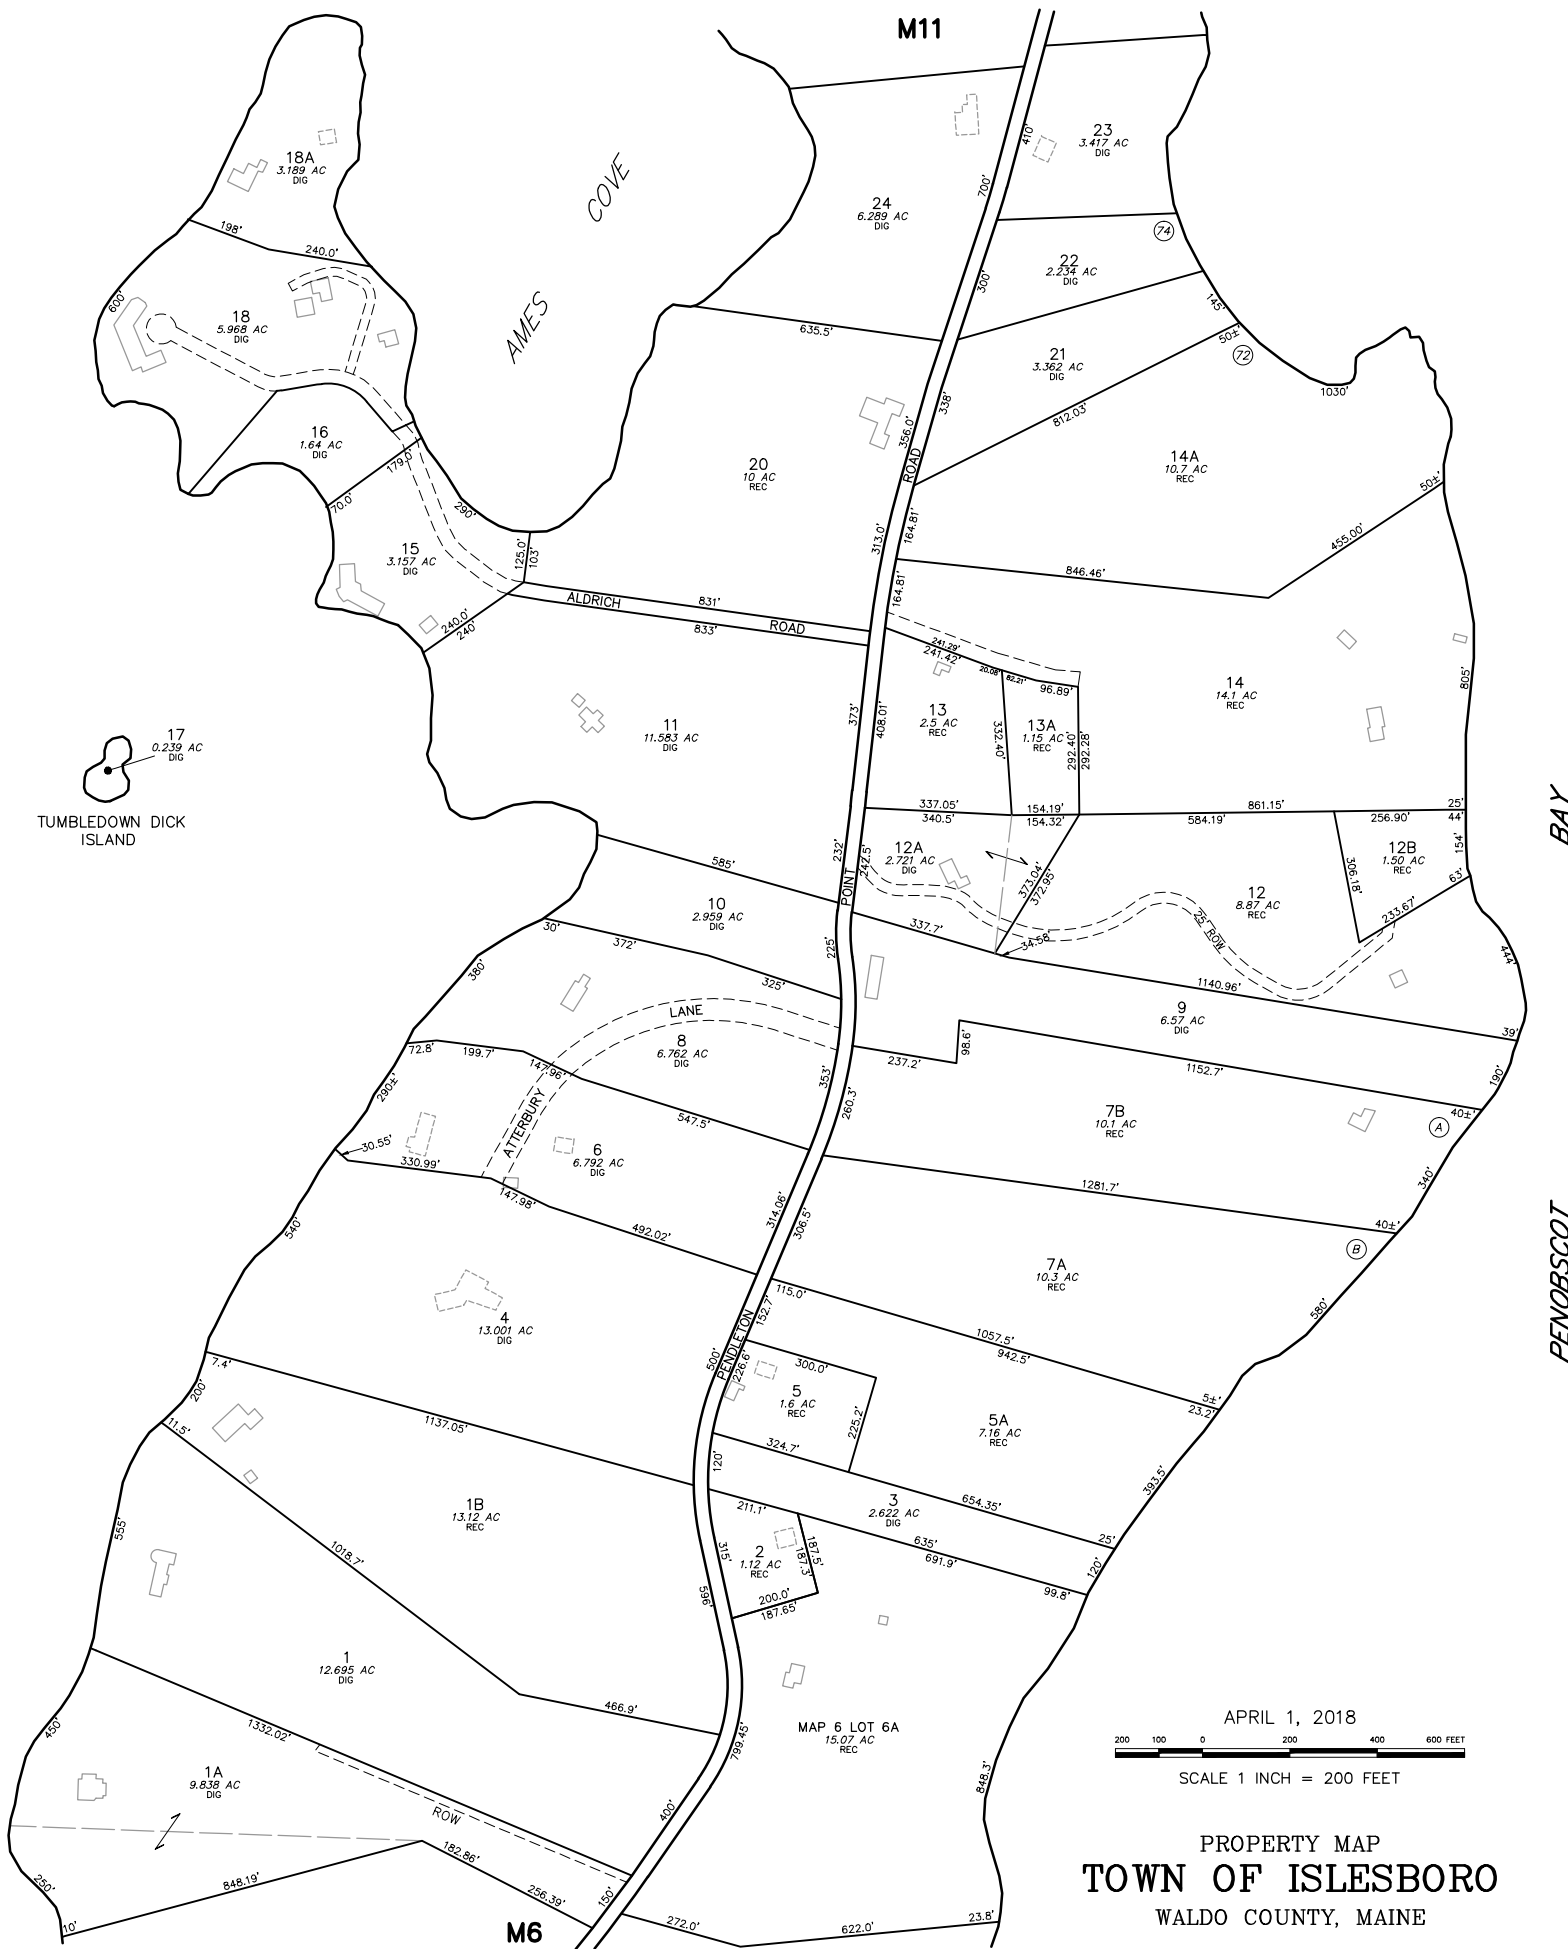 M11
18A
3.189 AC
DIG
198'
240.0'
600'
18
5.968 AC
DIG
AMES
COVE
24
6.289 AC
DIG
700'
410'
23
3.417 AC
DIG
74
22
2.234 AC
DIG
300'
145'
50±'
72
635.5'
21
3.362 AC
DIG
338'
812.03'
1030'
16
1.64 AC
DIG
179.0'
70.0'
290'
20
10 AC
REC
356.0'
ROAD
14A
10.7 AC
REC
50±'
455.00'
846.46'
164.81'
313.0'
164.81'
15
3.157 AC
DIG
125.0'
103'
240.0'
240'
ALDRICH
ROAD
831'
833'
241.29'
241.42'
20.08'
82.21'
96.89'
13
2.5 AC
REC
13A
1.15 AC
REC
332.40'
292.40'
292.28'
14
14.1 AC
REC
805'
11
11.583 AC
DIG
373'
408.01'
17
0.239 AC
DIG
TUMBLEDOWN DICK
ISLAND
BAY
337.05'
340.5'
154.19'
154.32'
861.15'
584.19'
25'
256.90'
44'
585'
232'
242.5'
12A
2.721 AC
DIG
373.04'
372.95'
12B
1.50 AC
REC
306.18'
154'
63'
233.67'
12
8.87 AC
REC
25' ROW
POINT
10
2.959 AC
DIG
30'
372'
325'
225'
337.7'
34.58'
444'
380'
1140.96'
39'
9
6.57 AC
DIG
LANE
8
6.762 AC
DIG
98.6'
237.2'
1152.7'
190'
40±'
A
72.8'
199.7'
147.96'
290±'
353'
260.3'
7B
10.1 AC
REC
ATTERBURY
547.5'
30.55'
330.99'
147.98'
6
6.792 AC
DIG
492.02'
314.06'
306.5'
1281.7'
340'
40±'
B
PENOBSCOT
540'
7A
10.3 AC
REC
580'
115.0'
152.7'
PENDLETON
4
13.001 AC
DIG
1057.5'
942.5'
7.4'
200'
500'
226.6'
300.0'
5
1.6 AC
REC
225.2'
5±'
23.2'
5A
7.16 AC
REC
11.5'
1137.05'
120'
324.7'
393.5'
1B
13.12 AC
REC
211.1'
3
2.622 AC
DIG
654.35'
25'
555'
1018.7'
315'
2
1.12 AC
REC
187.5'
187.3'
635'
691.9'
120'
99.8'
596'
200.0'
187.65'
1
12.695 AC
DIG
466.9'
450'
1332.02'
MAP 6 LOT 6A
15.07 AC
REC
799.45'
848.3'
1A
9.838 AC
DIG
ROW
400'
182.86'
250'
848.19'
10'
256.39'
150'
M6
272.0'
622.0'
23.8'
APRIL 1, 2018
200 100 0 200 400 600 FEET
SCALE 1 INCH = 200 FEET
PROPERTY MAP
TOWN OF ISLESBORO
WALDO COUNTY, MAINE